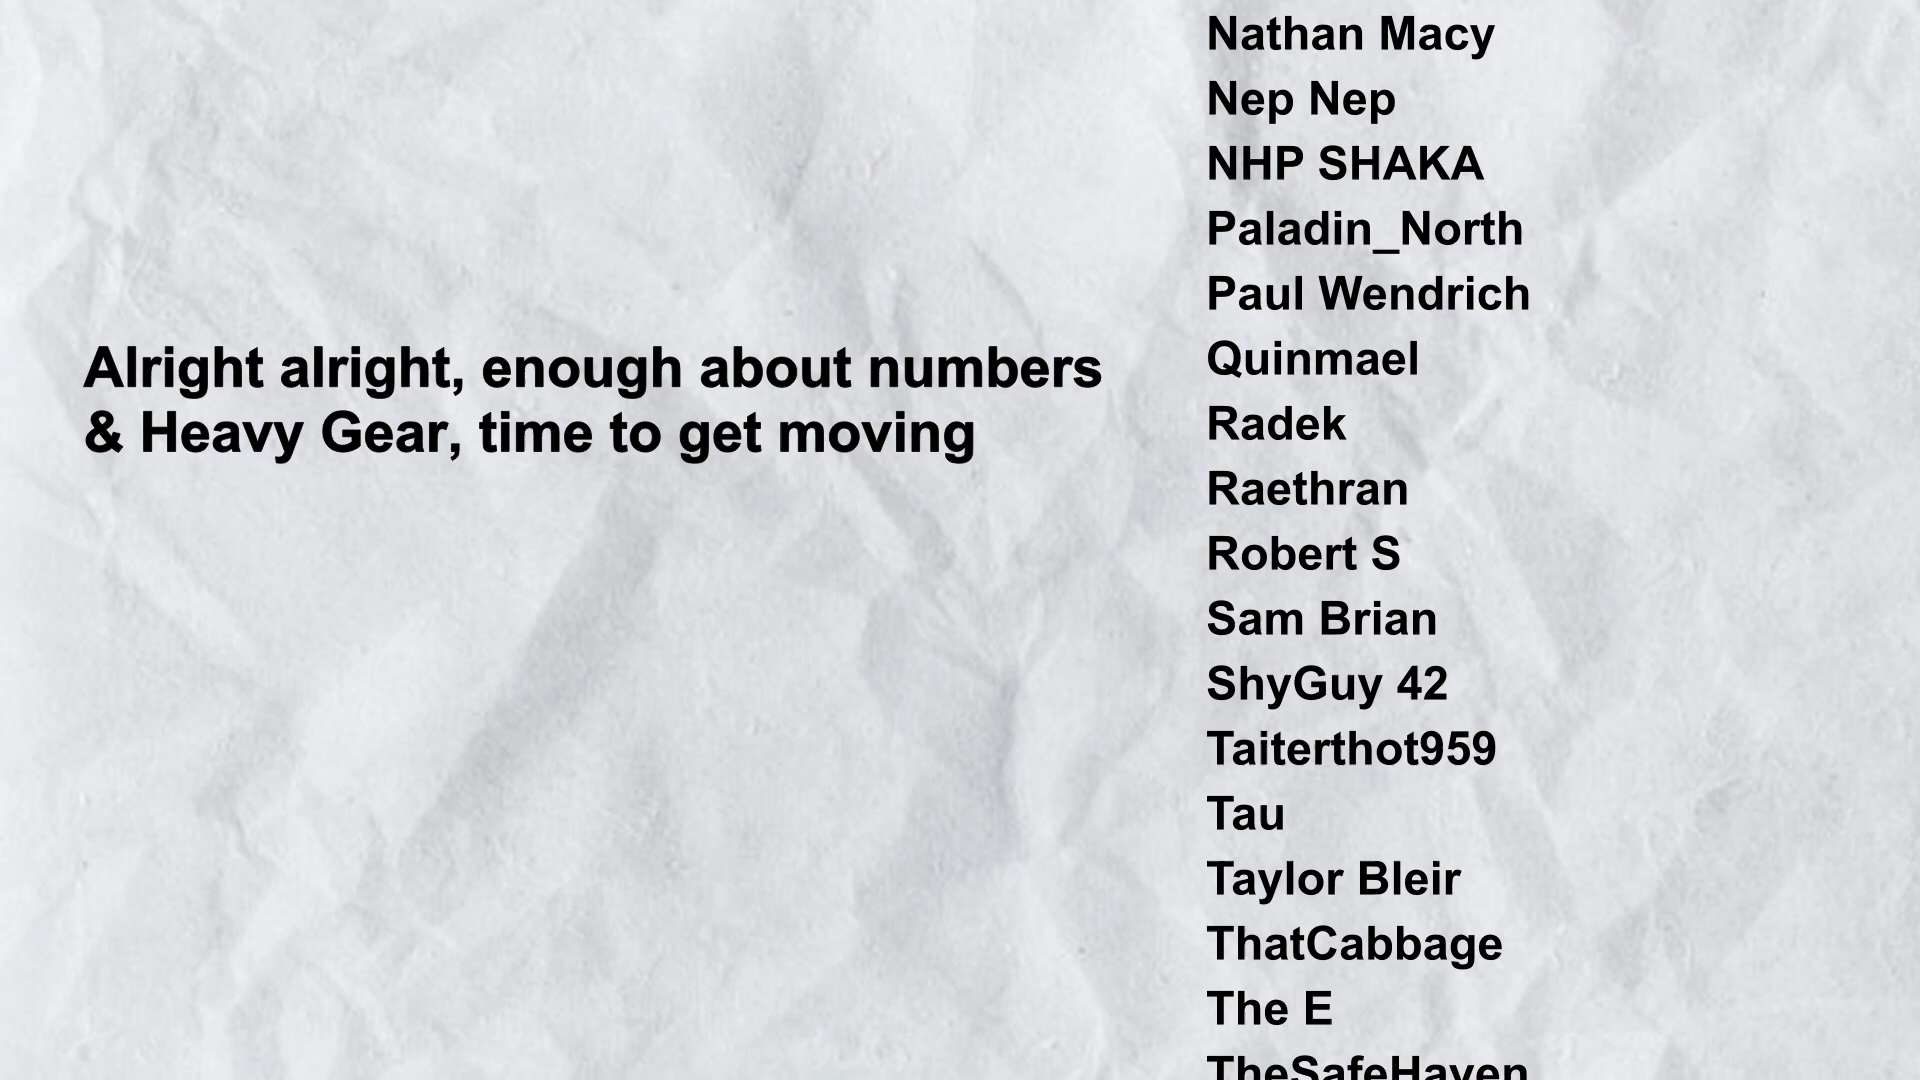 Alright alright, enough about numbers
& Heavy Gear, time to get moving
Nathan Macy
Nep Nep
NHP SHAKA
Paladin_North
Paul Wendrich
Quinmael
Radek
Raethran
Robert S
Sam Brian
ShyGuy 42
Taiterthot959
Tau
Taylor Bleir
ThatCabbage
The E
TheSafeHaven